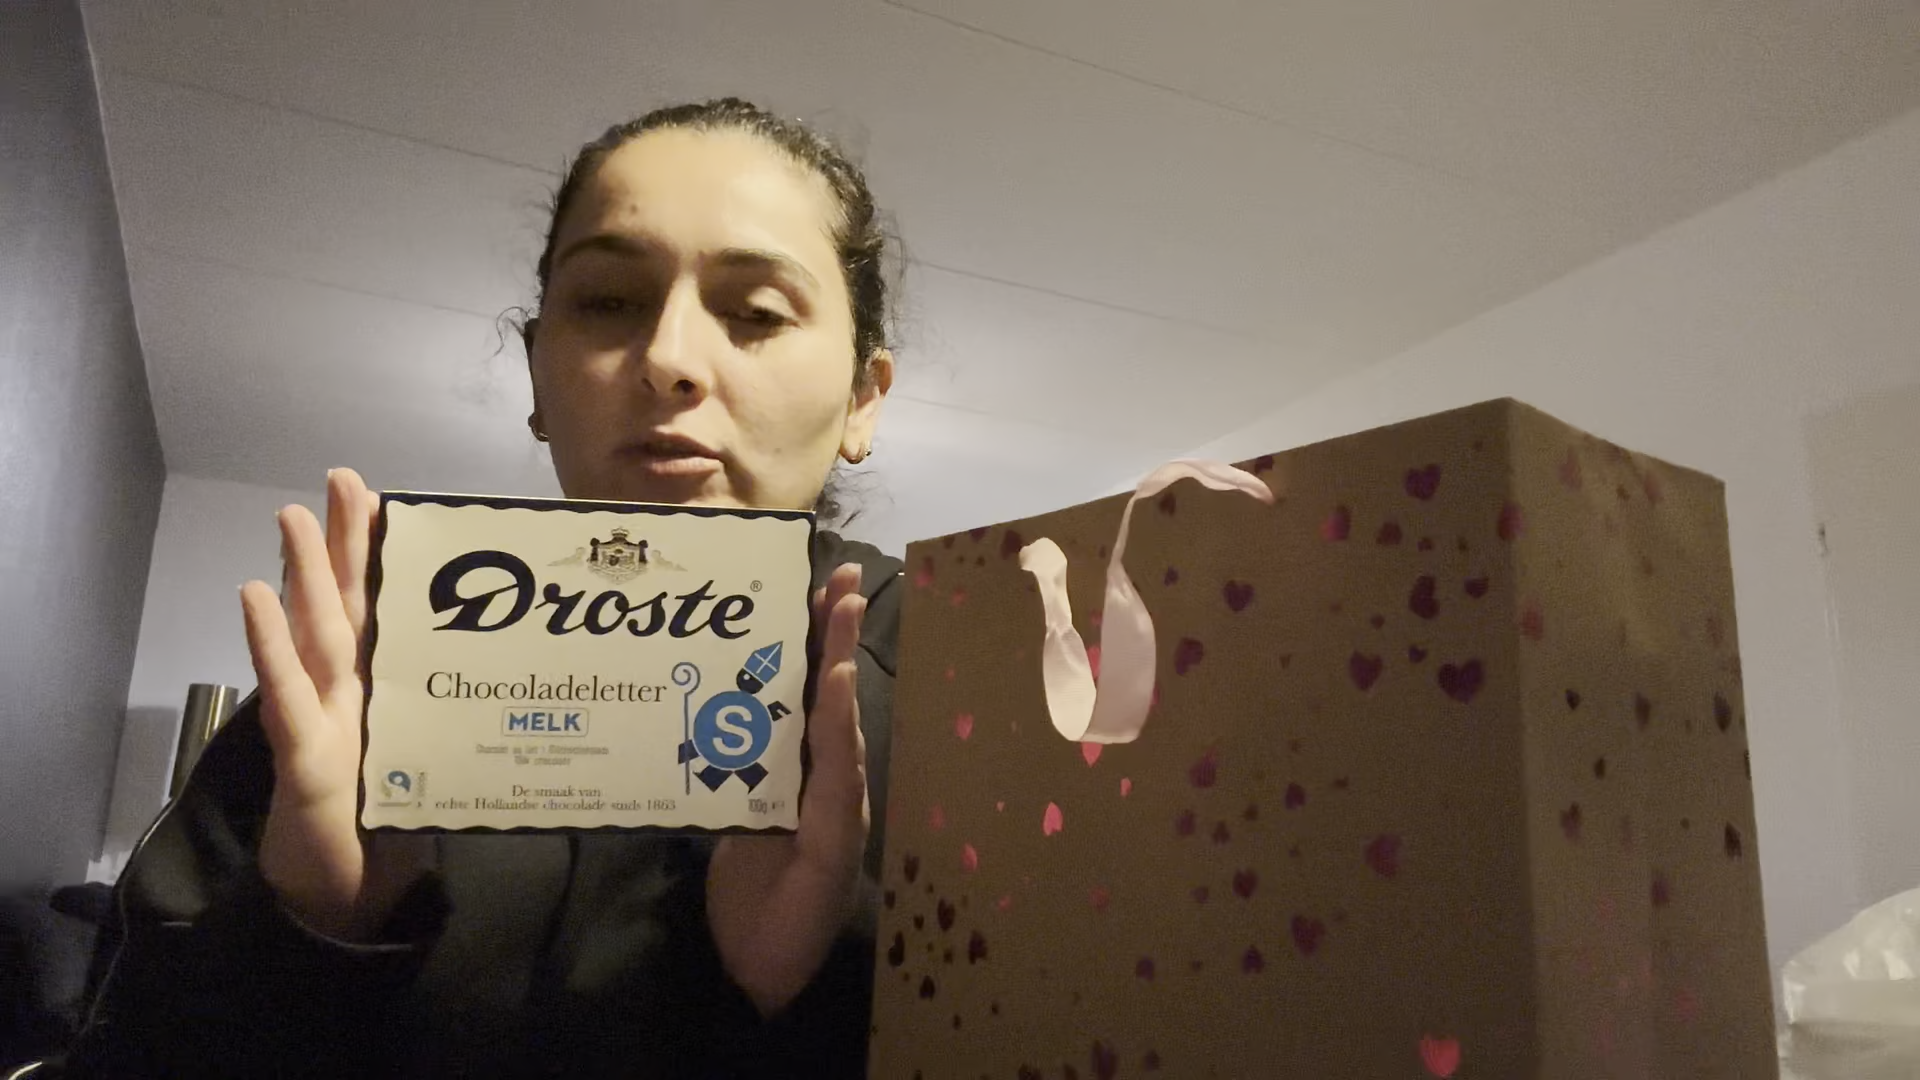 Droste®
Chocoladeletter
MELK
S
De smaak van
echte Hollandse chocolade sinds 1863
100g e